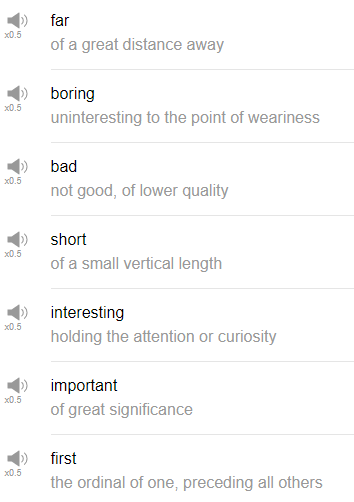 far
x0.5
of a great distance away
boring
x0.5
uninteresting to the point of weariness
bad
x0.5
not good, of lower quality
short
x0.5
of a small vertical length
interesting
x0.5
holding the attention or curiosity
important
x0.5
of great significance
first
x0.5
the ordinal of one, preceding all others